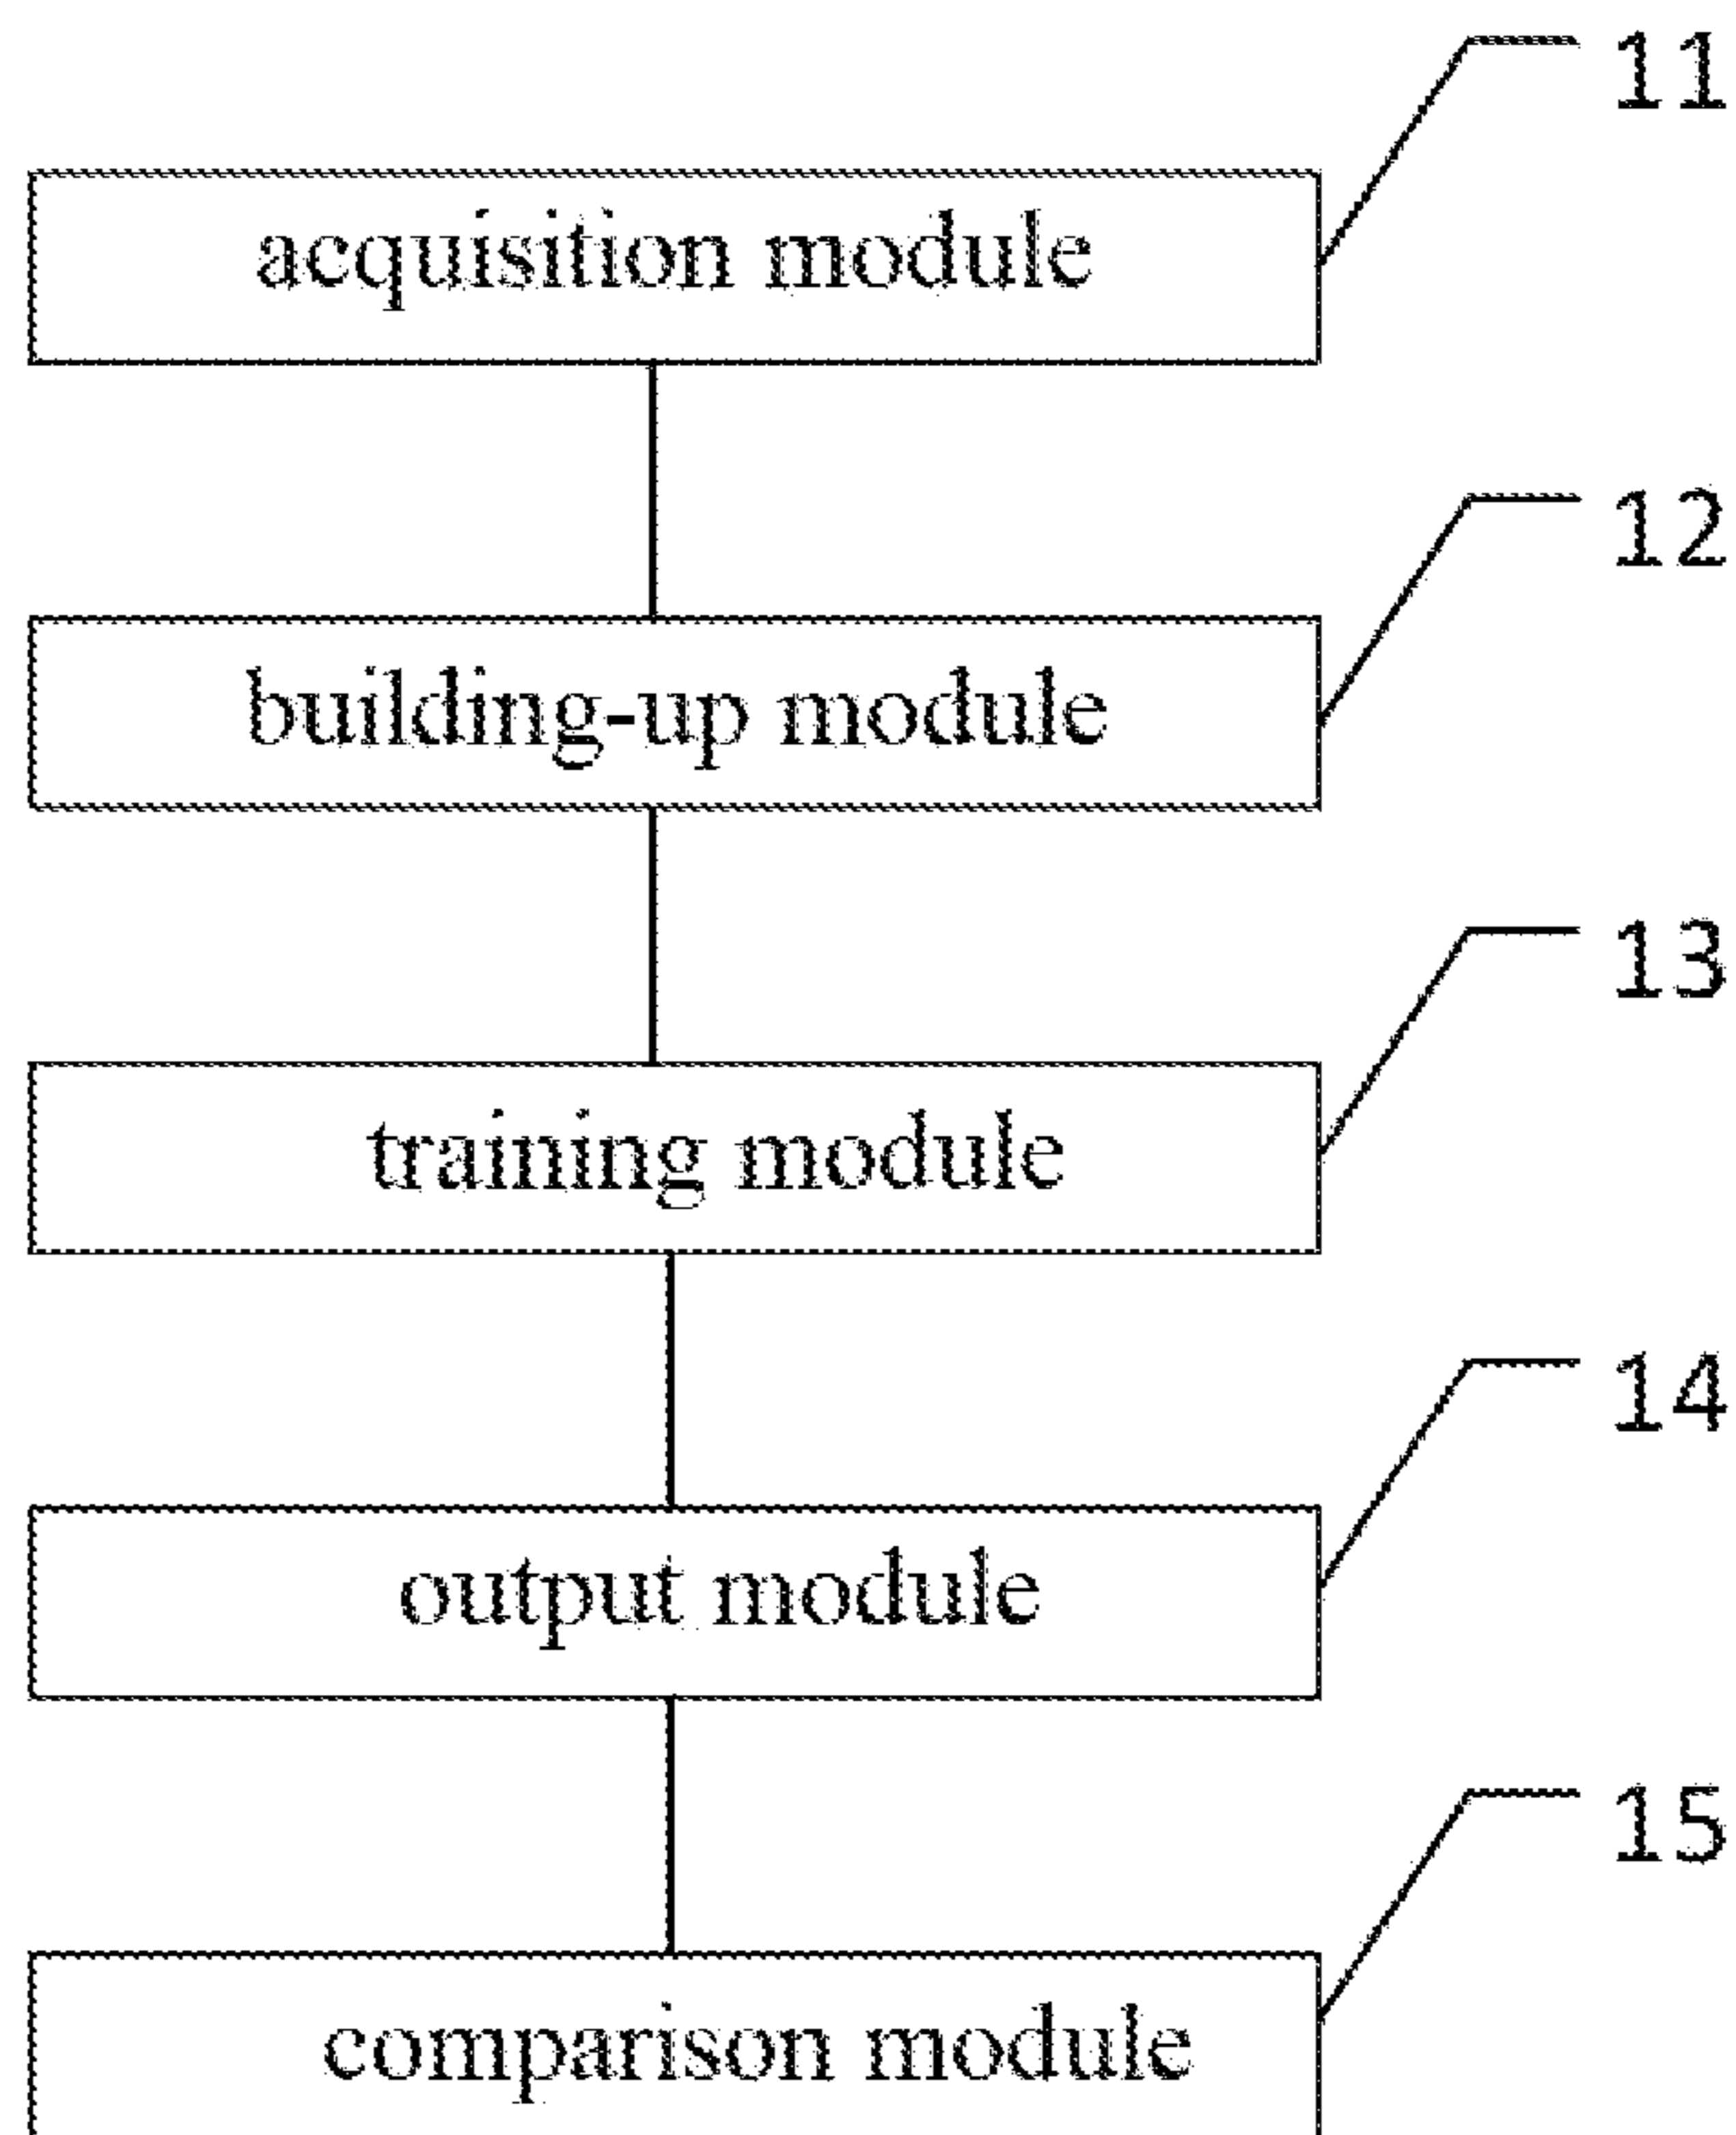 11
acquisition module
12
building-up module
13
training module
14
output module
15
comparison module